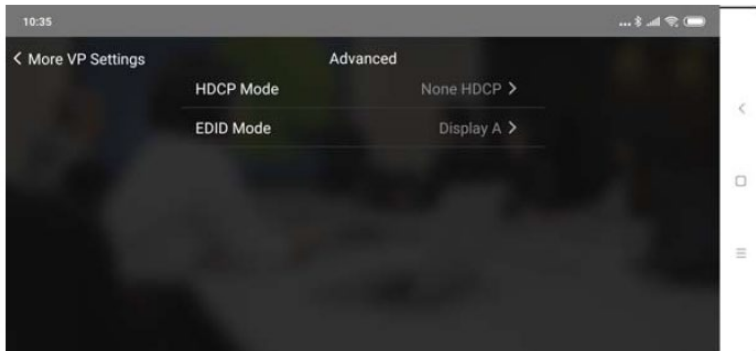 10:35
More VP Settings
Advanced
HDCP Mode None HDCP
EDID Mode Display A